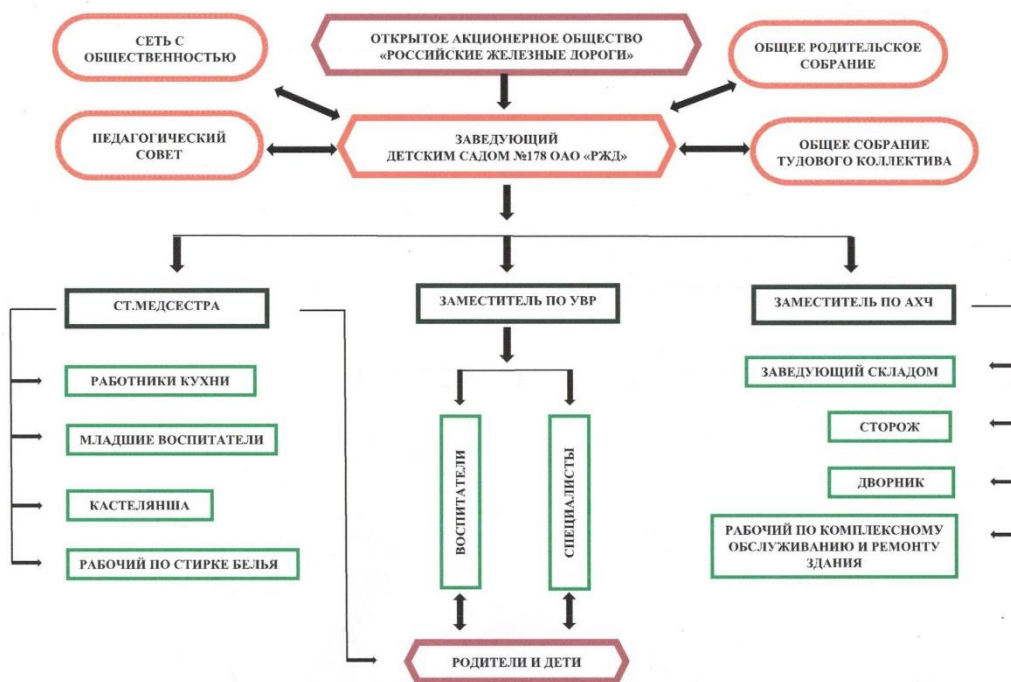 СЕТЬ С
ОБЩЕСТВЕННОСТЬЮ
ОТКРЫТОЕ АКЦИОНЕРНОЕ ОБЩЕСТВО
«РОССИЙСКИЕ ЖЕЛЕЗНЫЕ ДОРОГИ»
ОБЩЕЕ РОДИТЕЛЬСКОЕ
СОБРАНИЕ
ПЕДАГОГИЧЕСКИЙ
СОВЕТ
ЗАВЕДУЮЩИЙ
ДЕТСКИМ САДОМ №178 ОАО «РЖД»
ОБЩЕЕ СОБРАНИЕ
ТУДОВОГО КОЛЛЕКТИВА
СТ.МЕДСЕСТРА
ЗАМЕСТИТЕЛЬ ПО УВР
ЗАМЕСТИТЕЛЬ ПО АХЧ
РАБОТНИКИ КУХНИ
МЛАДШИЕ ВОСПИТАТЕЛИ
КАСТЕЛЯНША
РАБОЧИЙ ПО СТИРКЕ БЕЛЬЯ
ВОСПИТАТЕЛИ
СПЕЦИАЛИСТЫ
ЗАВЕДУЮЩИЙ СКЛАДОМ
СТОРОЖ
ДВОРНИК
РАБОЧИЙ ПО КОМПЛЕКСНОМУ
ОБСЛУЖИВАНИЮ И РЕМОНТУ
ЗДАНИЯ
РОДИТЕЛИ И ДЕТИ